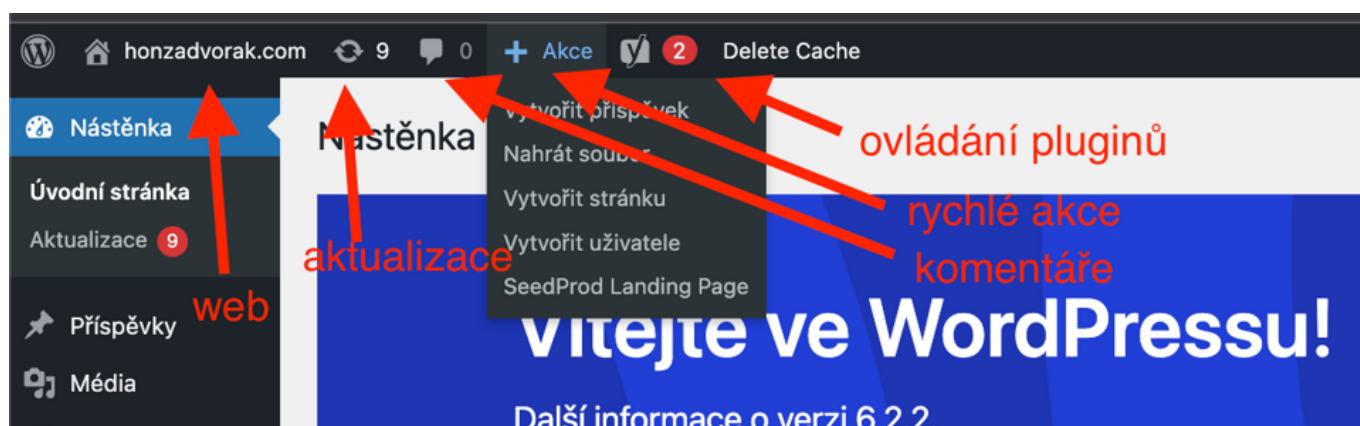 honzadvorak.com 9 0 + Akce 2 Delete Cache
Nástěnka
Úvodní stránka
Aktualizace 9
Příspěvky
Média
Nástěnka
Vytvořit příspěvek
Nahrát soubor
Vytvořit stránku
Vytvořit uživatele
SeedProd Landing Page
ovládání pluginů
rychlé akce
komentáře
aktualizace
web
Vítejte ve WordPressu!
Další informace o verzi 6.2.2